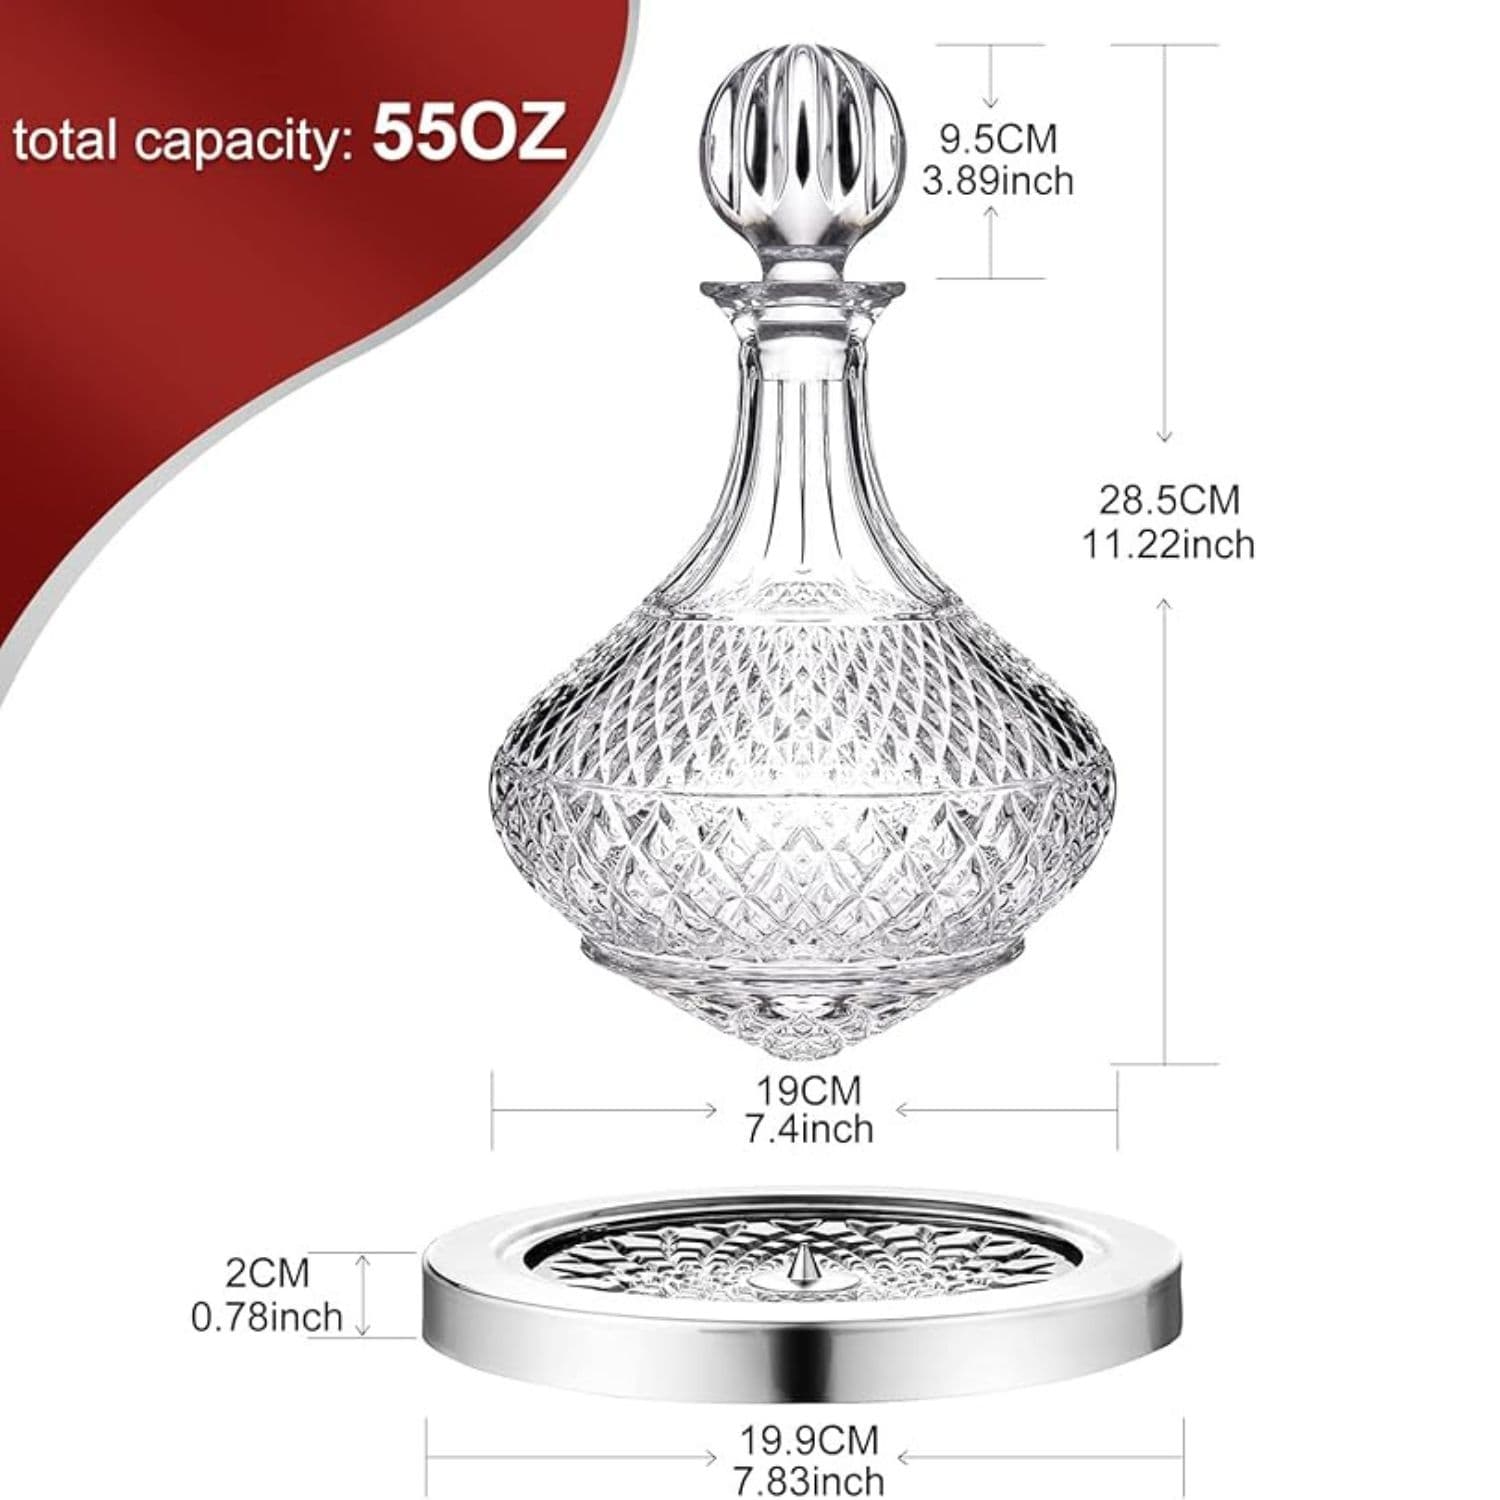 total capacity: 55OZ
9.5CM
3.89inch
28.5CM
11.22inch
19CM
7.4inch
2CM
0.78inch
19.9CM
7.83inch